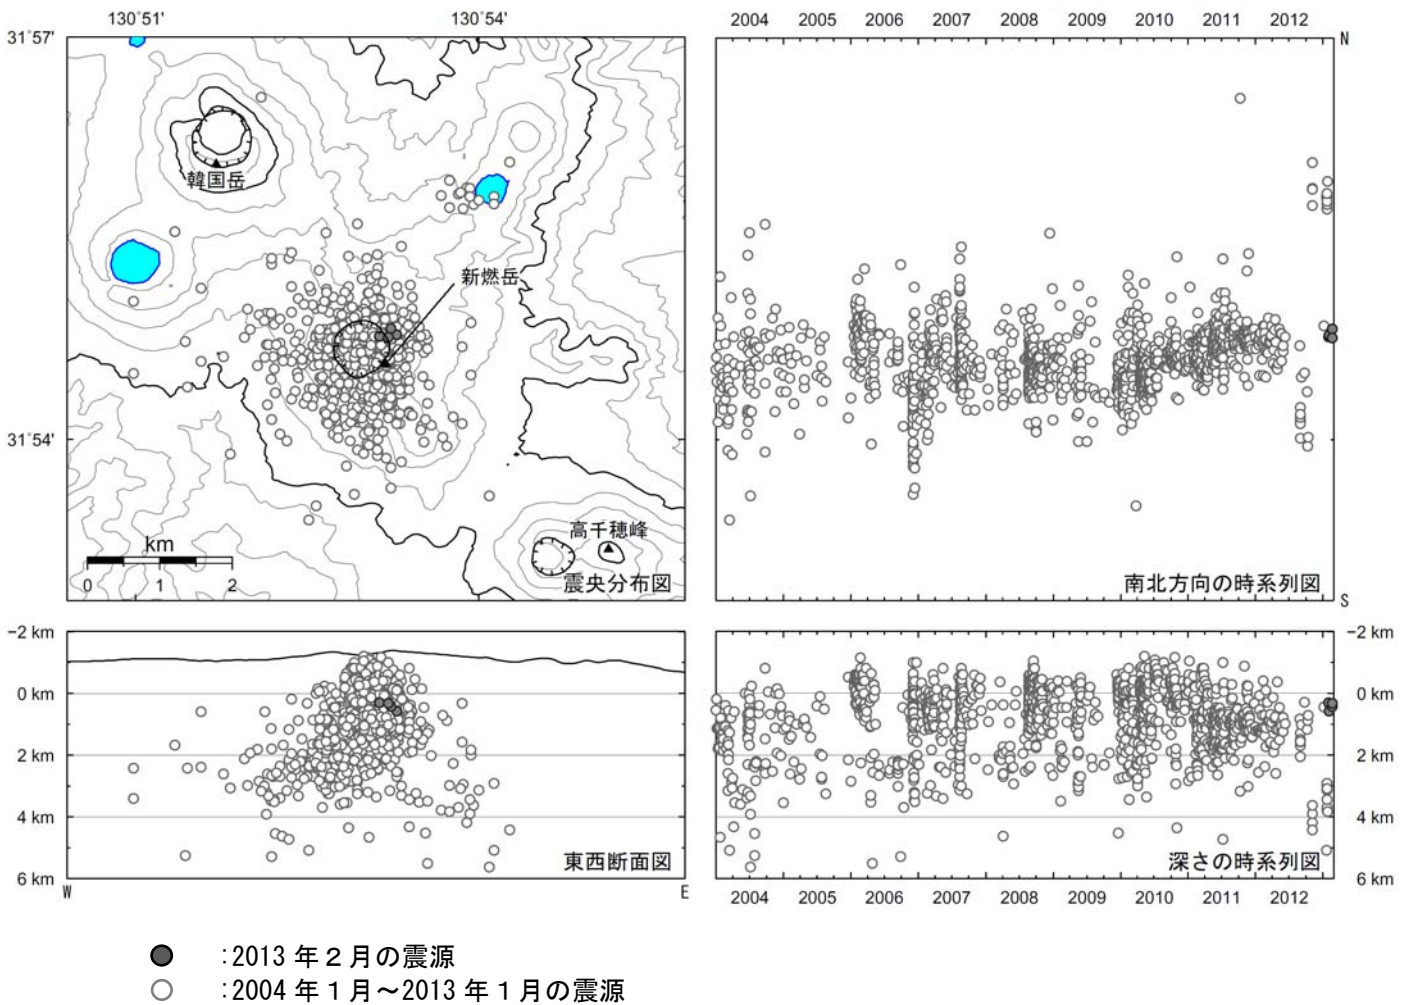 130°51'
130°54'
2004 2005 2006 2007 2008 2009 2010 2011 2012
31°57'
N
韓国岳
新燃岳
31°54'
高千穂峰
km
0 1 2
震央分布図
南北方向の時系列図
S
-2 km
-2 km
0 km
0 km
2 km
2 km
4 km
4 km
東西断面図
深さの時系列図
6 km
6 km
W
E
2004 2005 2006 2007 2008 2009 2010 2011 2012
:2013 年 2 月の震源
:2004 年 1 月～2013 年 1 月の震源